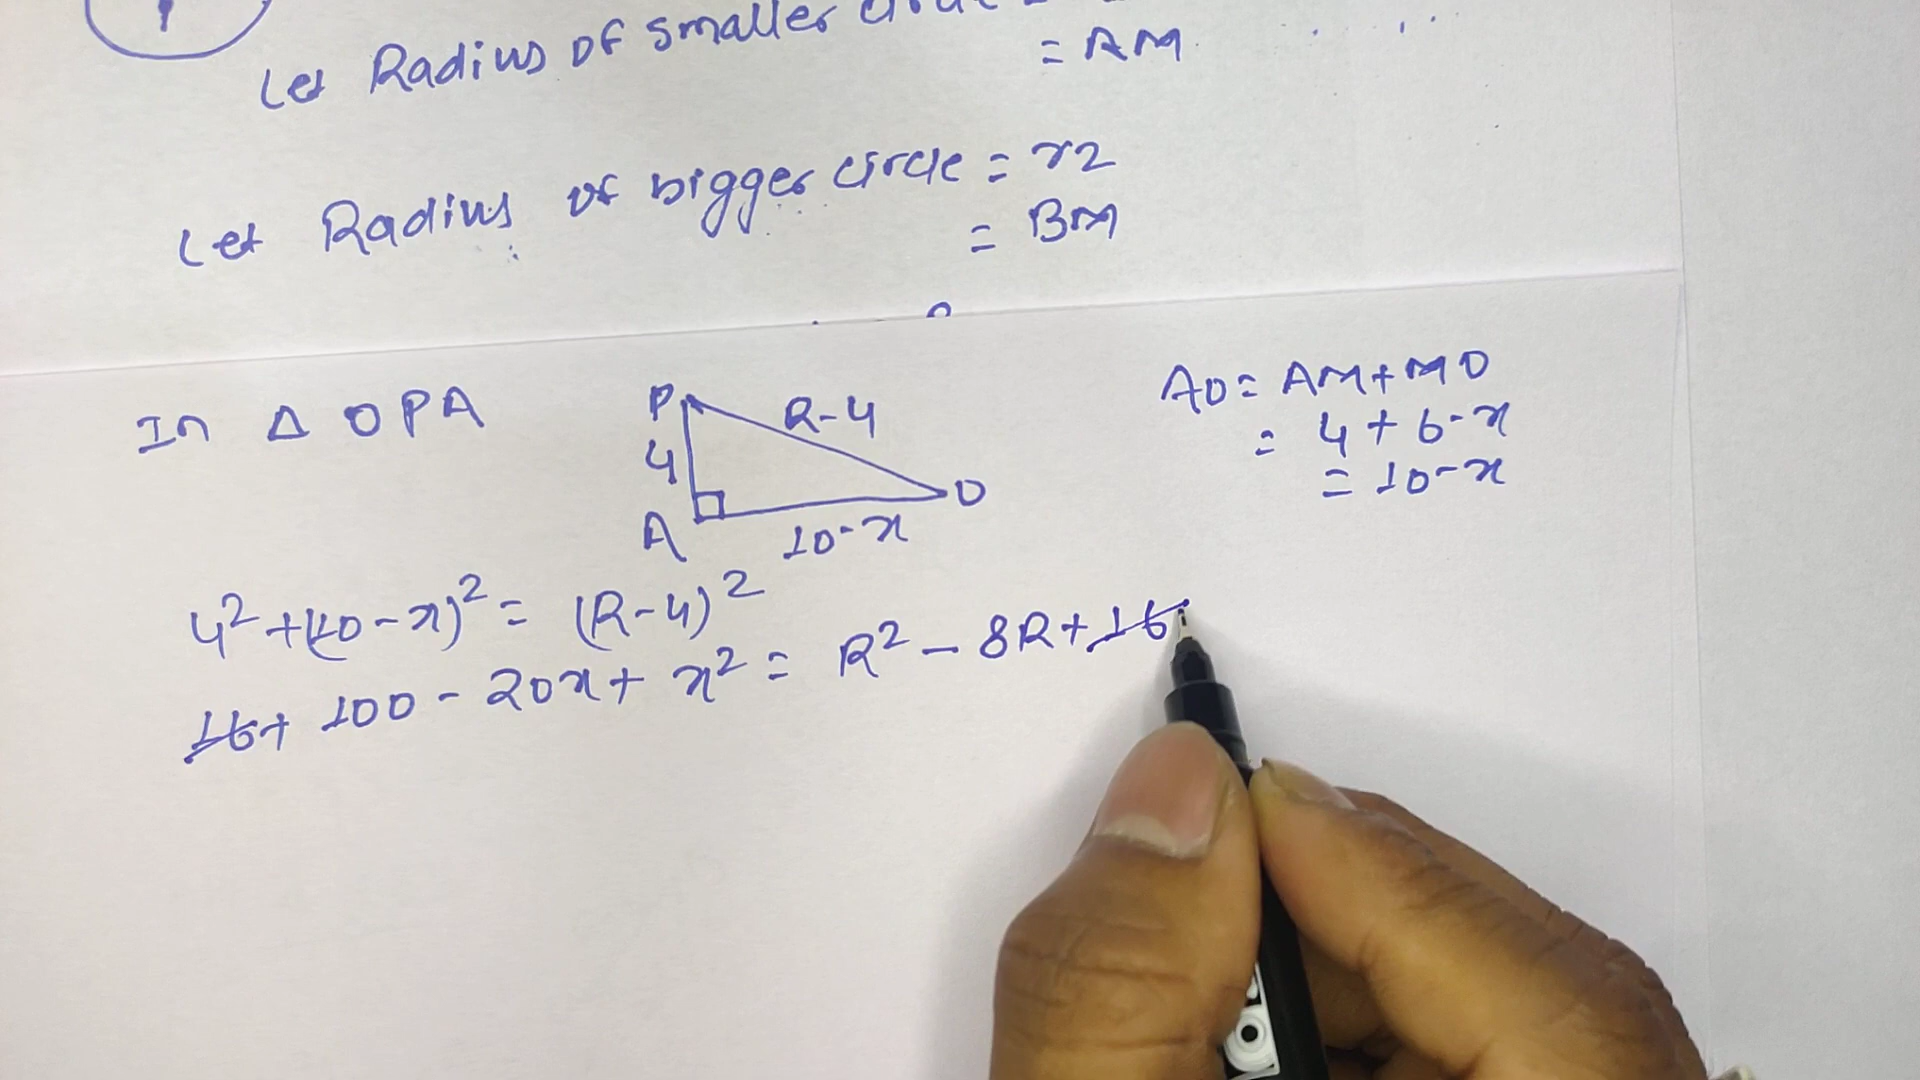 Let Radius of smaller
= AM
Let Radius of bigger circle = r2
= BM
In Δ OPA
P
R-4
4
A
O
10-x
AO = AM+MO
= 4+6-x
= 10-x
4²+(10-x)² = (R-4)²
16+ 100 - 20x + x² = R² - 8R+16